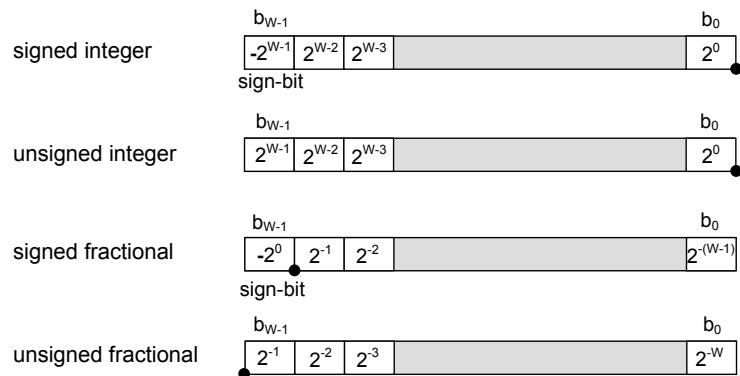 b_{W-1} b_0
signed integer -2^{W-1} 2^{W-2} 2^{W-3} 2^0
sign-bit
b_{W-1} b_0
unsigned integer 2^{W-1} 2^{W-2} 2^{W-3} 2^0
b_{W-1} b_0
signed fractional -2^0 2^{-1} 2^{-2} 2^{-(W-1)}
sign-bit
b_{W-1} b_0
unsigned fractional 2^{-1} 2^{-2} 2^{-3} 2^{-W}